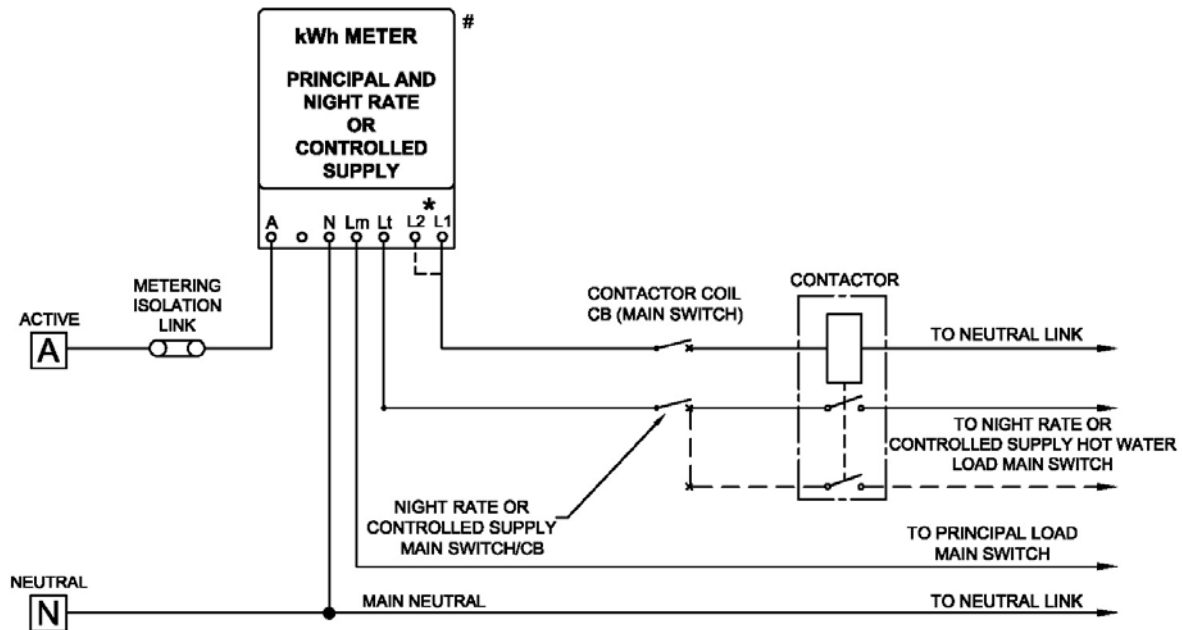 kWh METER
#
PRINCIPAL AND
NIGHT RATE
OR
CONTROLLED
SUPPLY
*
A N Lm Lt L2 L1
METERING
ISOLATION
LINK
ACTIVE
A
CONTACTOR COIL
CB (MAIN SWITCH)
CONTACTOR
TO NEUTRAL LINK
TO NIGHT RATE OR
CONTROLLED SUPPLY HOT WATER
LOAD MAIN SWITCH
NIGHT RATE OR
CONTROLLED SUPPLY
MAIN SWITCH/CB
TO PRINCIPAL LOAD
MAIN SWITCH
NEUTRAL
N
MAIN NEUTRAL
TO NEUTRAL LINK